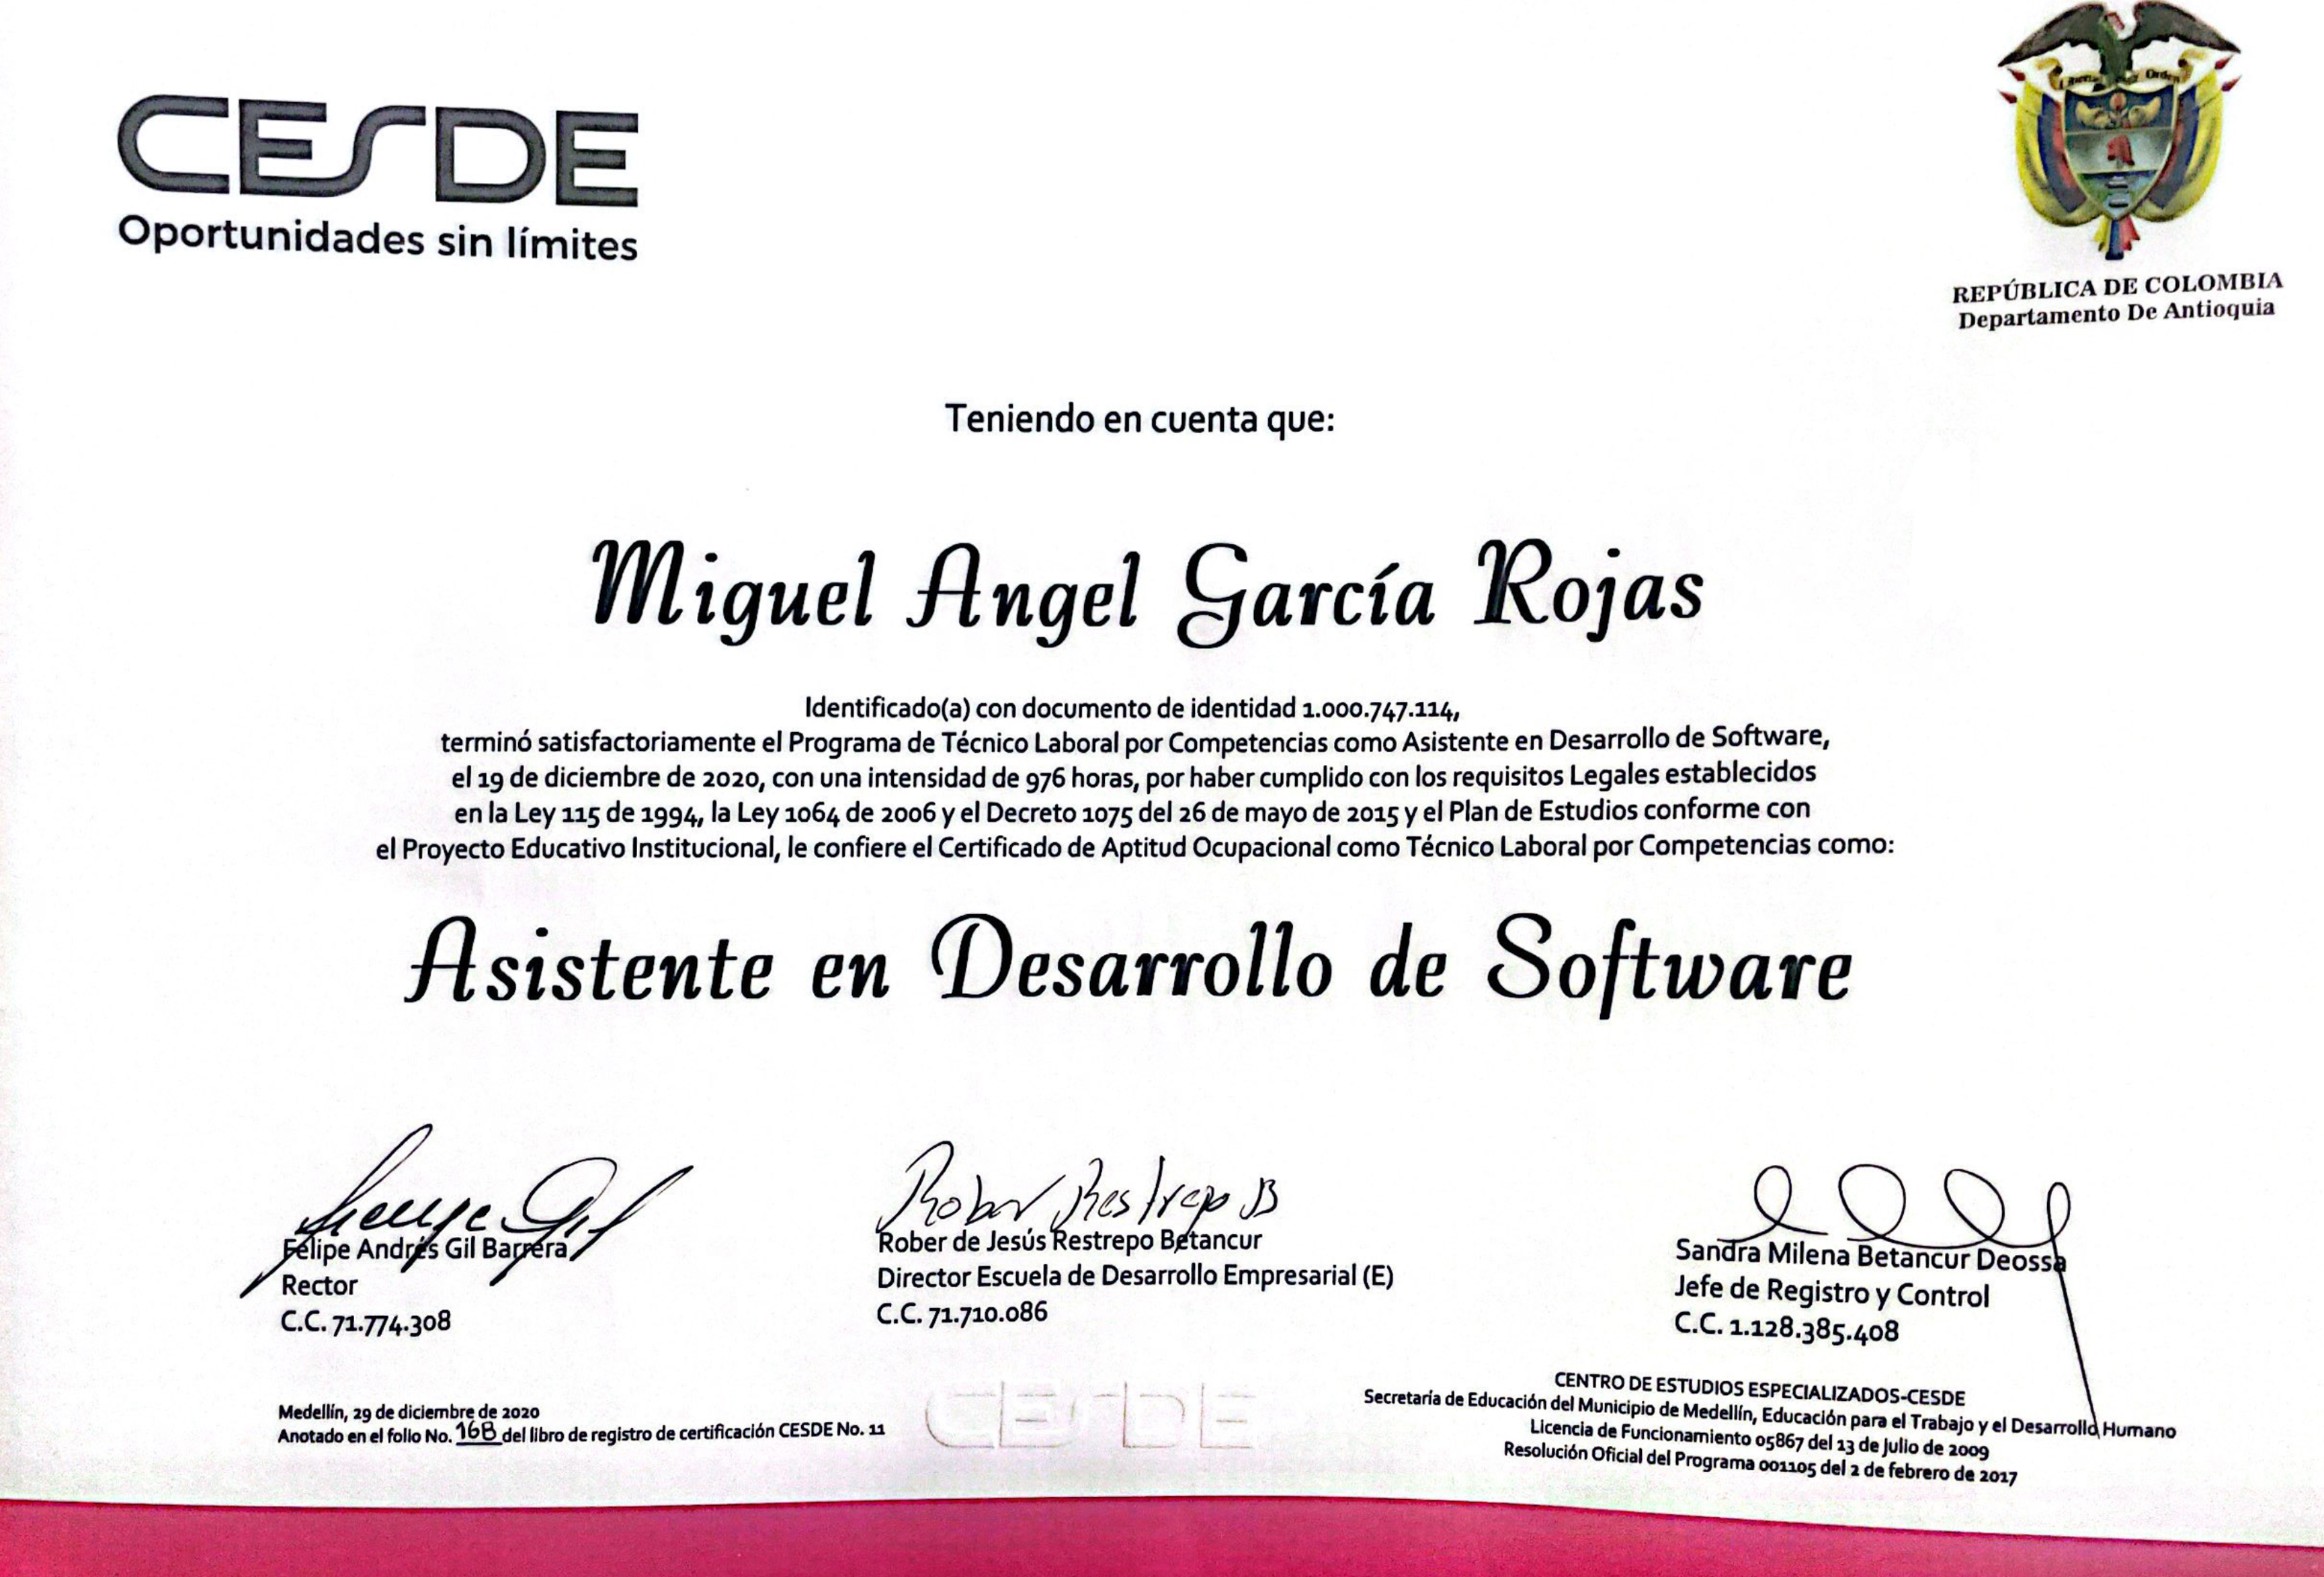 CESDE
Oportunidades sin límites
Libertad y Orden
REPÚBLICA DE COLOMBIA
Departamento De Antioquia
Teniendo en cuenta que:
Miguel Angel García Rojas
Identificado(a) con documento de identidad 1.000.747.114,
terminó satisfactoriamente el Programa de Técnico Laboral por Competencias como Asistente en Desarrollo de Software,
el 19 de diciembre de 2020, con una intensidad de 976 horas, por haber cumplido con los requisitos Legales establecidos
en la Ley 115 de 1994, la Ley 1064 de 2006 y el Decreto 1075 del 26 de mayo de 2015 y el Plan de Estudios conforme con
el Proyecto Educativo Institucional, le confiere el Certificado de Aptitud Ocupacional como Técnico Laboral por Competencias como:
Asistente en Desarrollo de Software
Rober Restrepo B
Felipe Andrés Gil Barrera
Rector
C.C. 71.774.308
Rober de Jesús Restrepo Betancur
Director Escuela de Desarrollo Empresarial (E)
C.C. 71.710.086
Sandra Milena Betancur Deossa
Jefe de Registro y Control
C.C. 1.128.385.408
Medellín, 29 de diciembre de 2020
Anotado en el folio No. 168 del libro de registro de certificación CESDE No. 11
CESDE
CENTRO DE ESTUDIOS ESPECIALIZADOS-CESDE
Secretaría de Educación del Municipio de Medellín, Educación para el Trabajo y el Desarrollo Humano
Licencia de Funcionamiento 05867 del 13 de Julio de 2009
Resolución Oficial del Programa 001105 del 2 de febrero de 2017